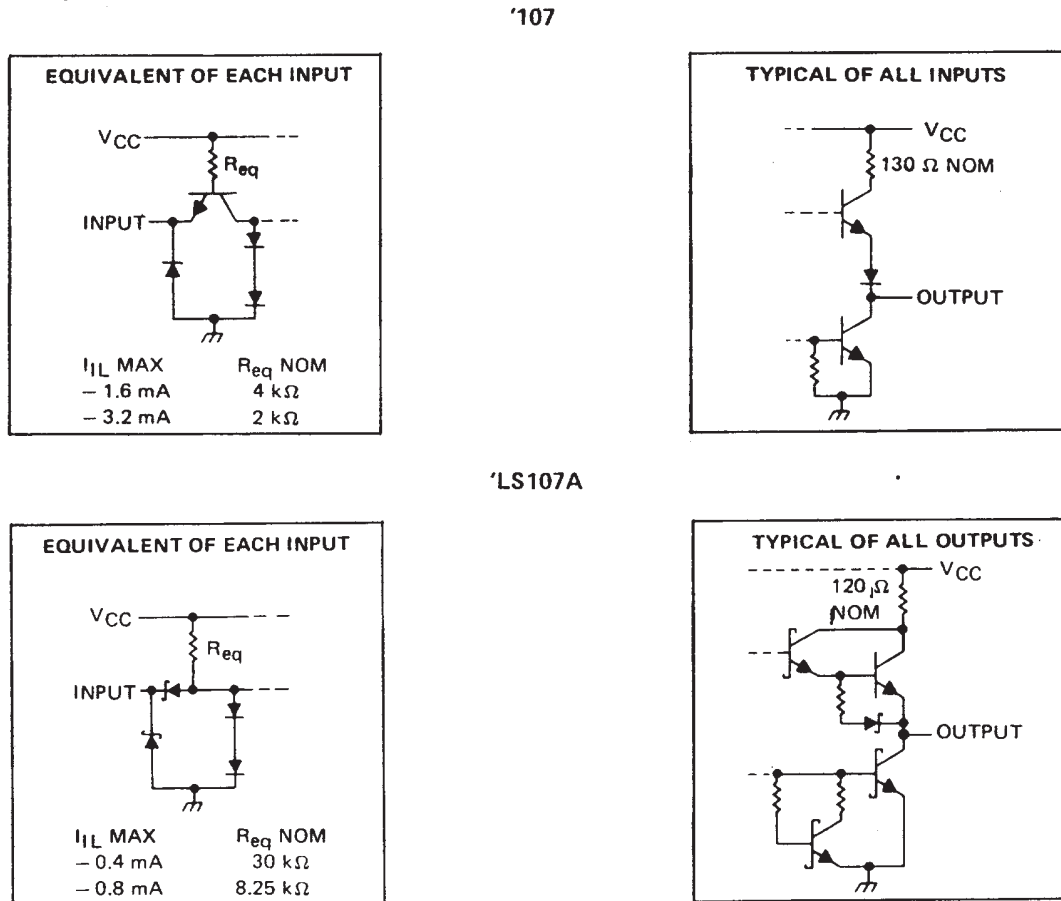 '107
EQUIVALENT OF EACH INPUT
VCC
Req
INPUT
IIL MAX Req NOM
– 1.6 mA 4 kΩ
– 3.2 mA 2 kΩ
TYPICAL OF ALL INPUTS
VCC
130 Ω NOM
OUTPUT
'LS107A
EQUIVALENT OF EACH INPUT
VCC
Req
INPUT
IIL MAX Req NOM
– 0.4 mA 30 kΩ
– 0.8 mA 8.25 kΩ
TYPICAL OF ALL OUTPUTS
VCC
120 Ω
NOM
OUTPUT